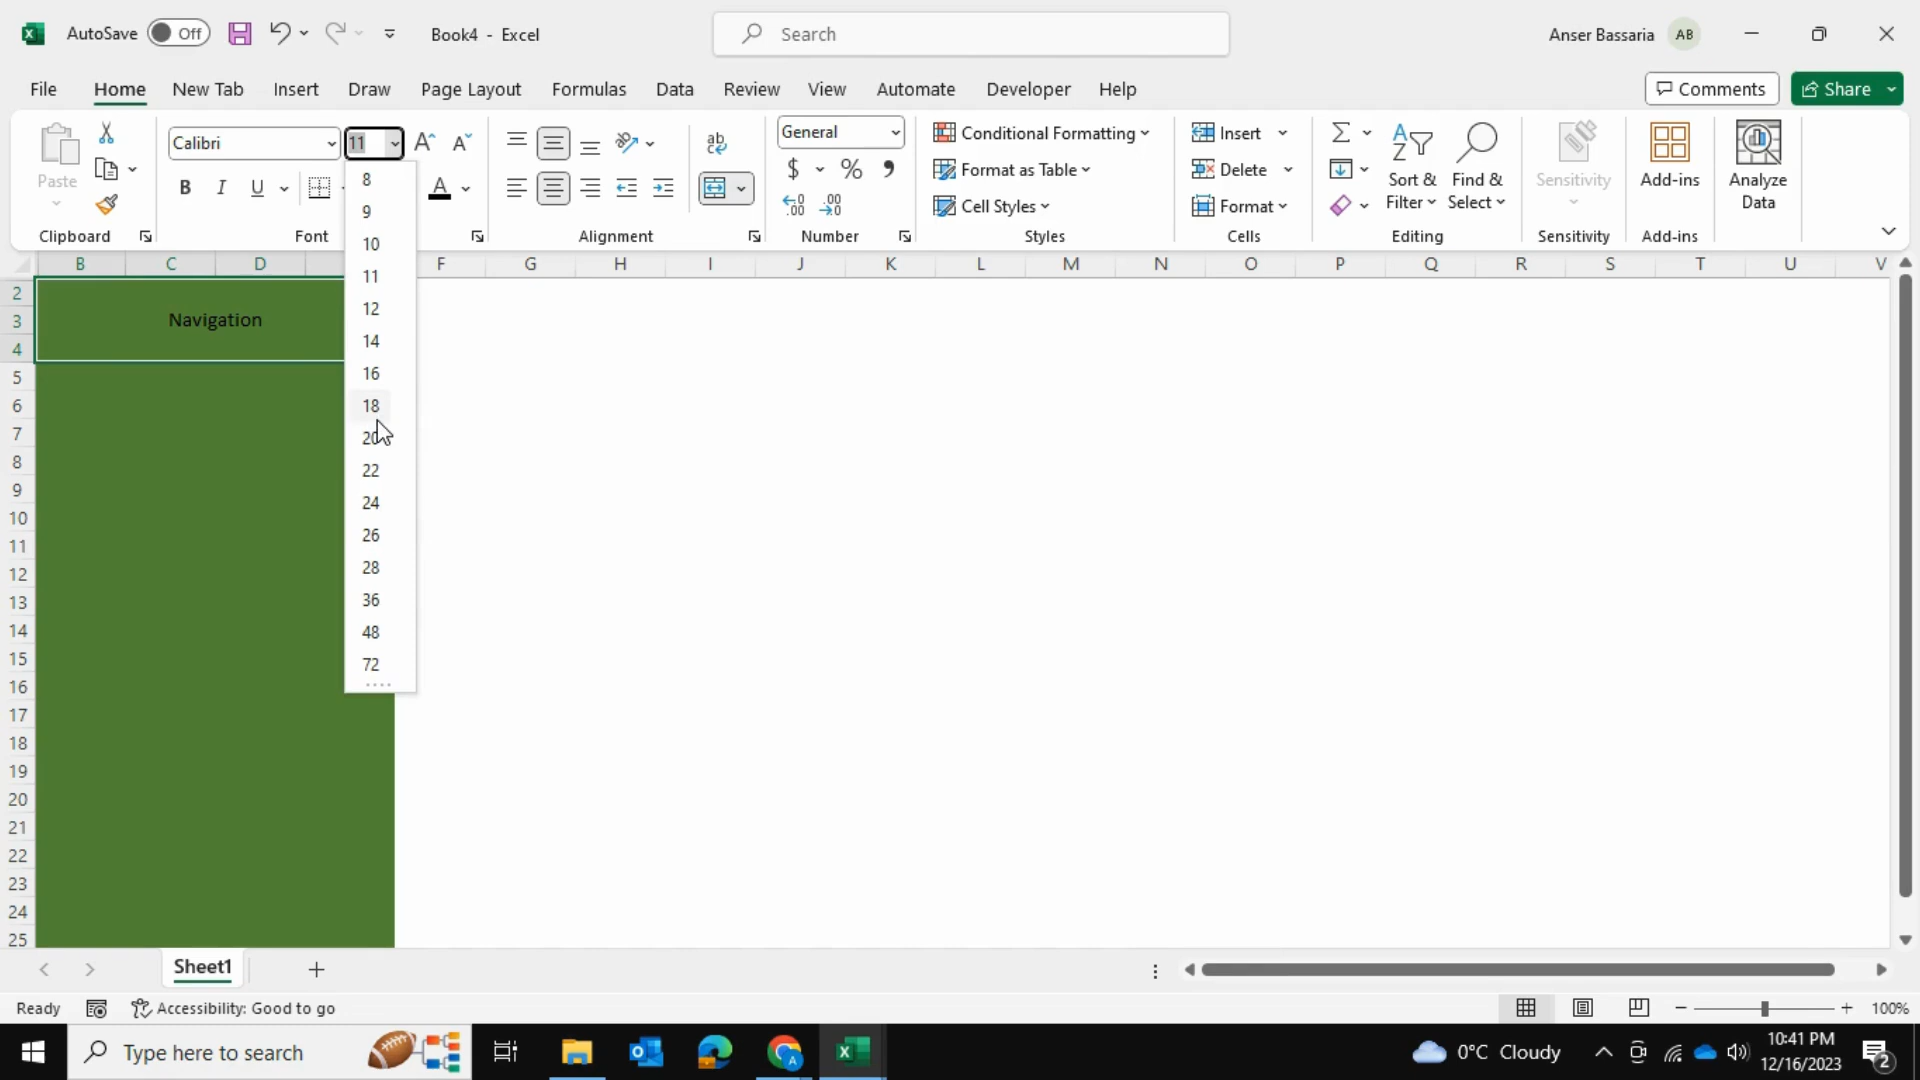 AutoSave Off Book4 - Excel Search Anser Bassaria AB
File Home New Tab Insert Draw Page Layout Formulas Data Review View Automate Developer Help Comments Share
Paste
Clipboard
Calibri 11
B I U A
Font
ab
Alignment
General
$ % 9
Number
Conditional Formatting
Format as Table
Cell Styles
Styles
Insert
Delete
Format
Cells
Sort & Filter
Find & Select
Editing
Sensitivity
Sensitivity
Add-ins
Add-ins
Analyze Data
8
9
10
11
12
14
16
18
20
22
24
26
28
36
48
72
B C D F G H I J K L M N O P Q R S T U V
2
3 Navigation
4
5
6
7
8
9
10
11
12
13
14
15
16
17
18
19
20
21
22
23
24
25
Sheet1
Ready Accessibility: Good to go 100%
Type here to search 0°C Cloudy 10:41 PM
12/16/2023 2